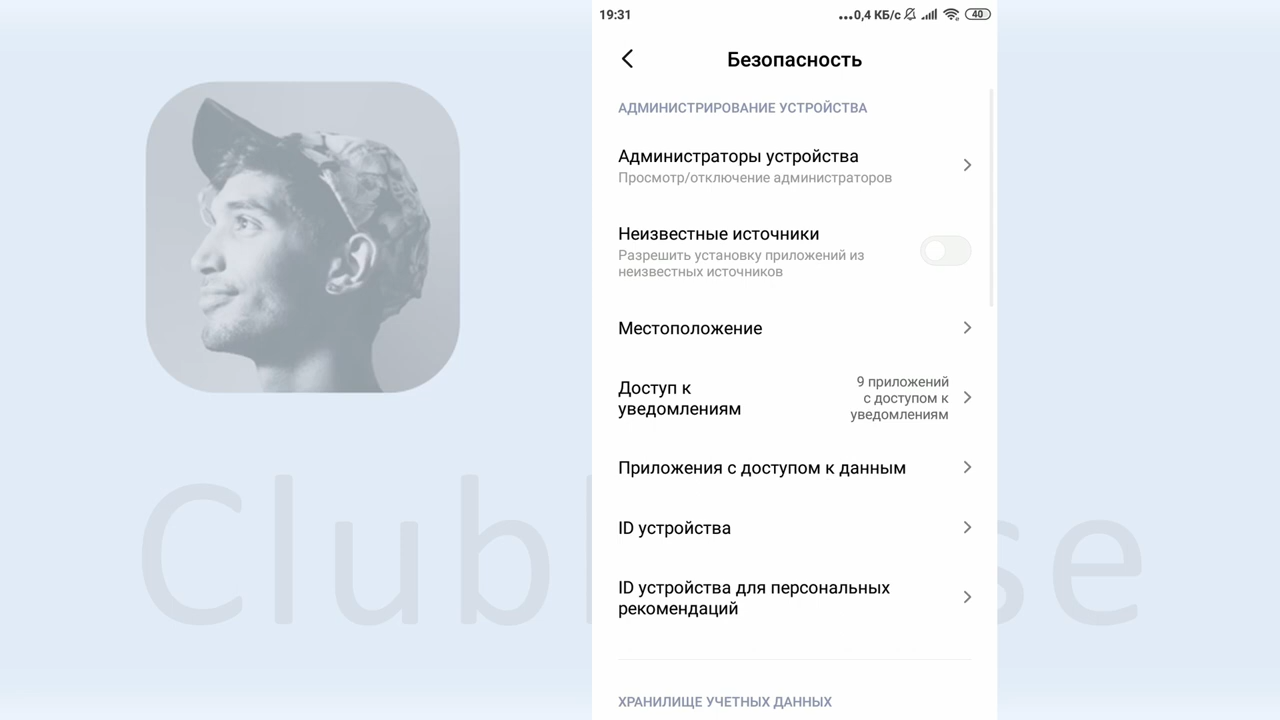 19:31
...0,4 КБ/с
40
Безопасность
АДМИНИСТРИРОВАНИЕ УСТРОЙСТВА
Администраторы устройства
Просмотр/отключение администраторов
Неизвестные источники
Разрешить установку приложений из
неизвестных источников
Местоположение
Доступ к
уведомлениям
9 приложений
с доступом к
уведомлениям
Приложения с доступом к данным
ID устройства
ID устройства для персональных
рекомендаций
ХРАНИЛИЩЕ УЧЕТНЫХ ДАННЫХ